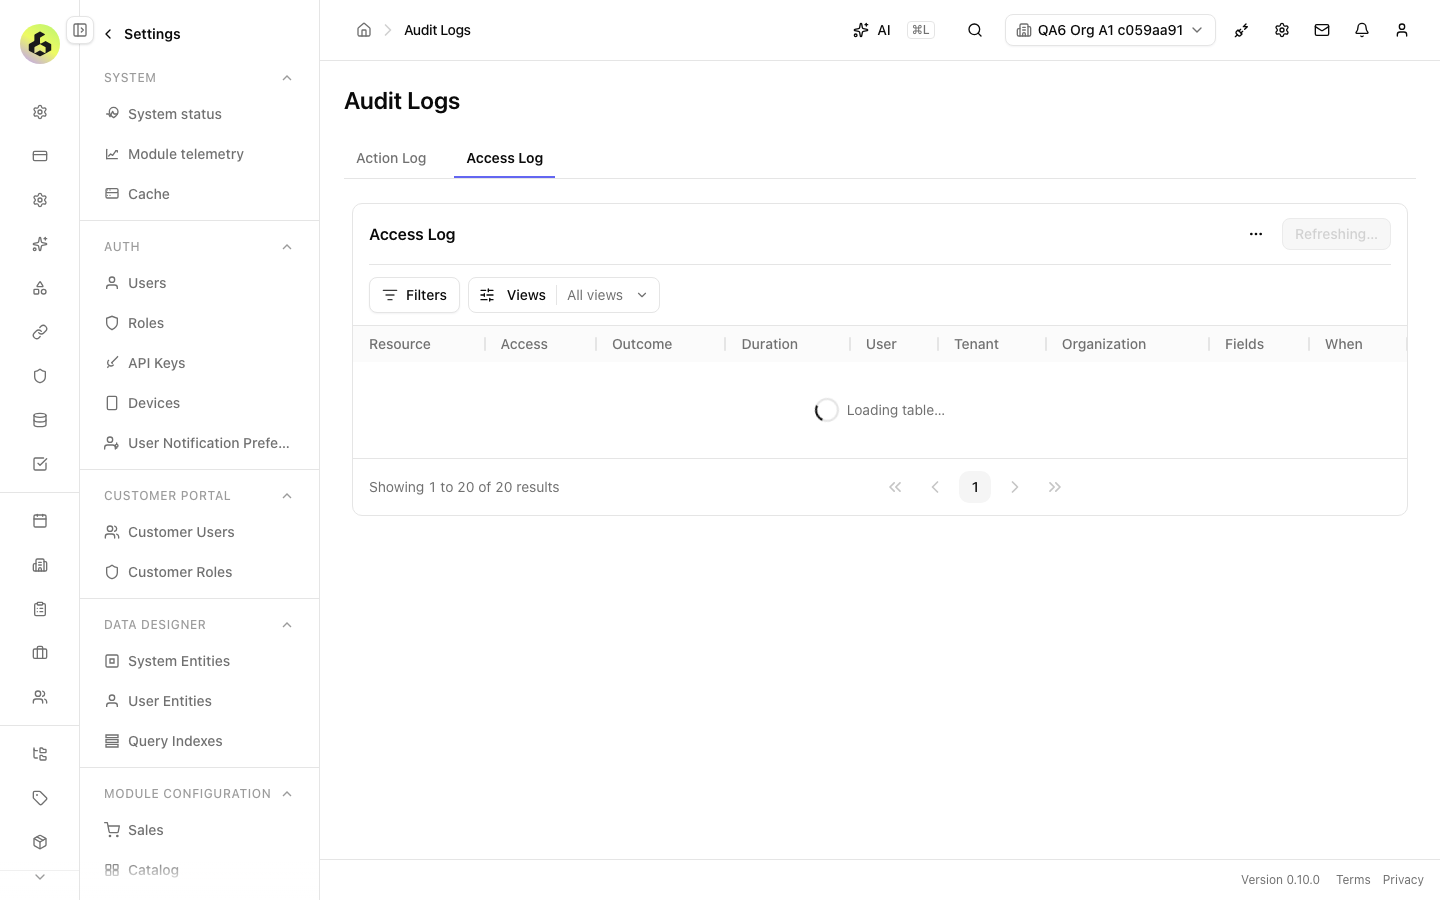 Settings
SYSTEM
System status
Module telemetry
Cache
AUTH
Users
Roles
API Keys
Devices
User Notification Prefe...
CUSTOMER PORTAL
Customer Users
Customer Roles
DATA DESIGNER
System Entities
User Entities
Query Indexes
MODULE CONFIGURATION
Sales
Catalog
Audit Logs
AI ⌘L
QA6 Org A1 c059aa91
Audit Logs
Action Log Access Log
Access Log
Refreshing...
Filters Views All views
Resource Access Outcome Duration User Tenant Organization Fields When
Loading table...
Showing 1 to 20 of 20 results
1
Version 0.10.0 Terms Privacy